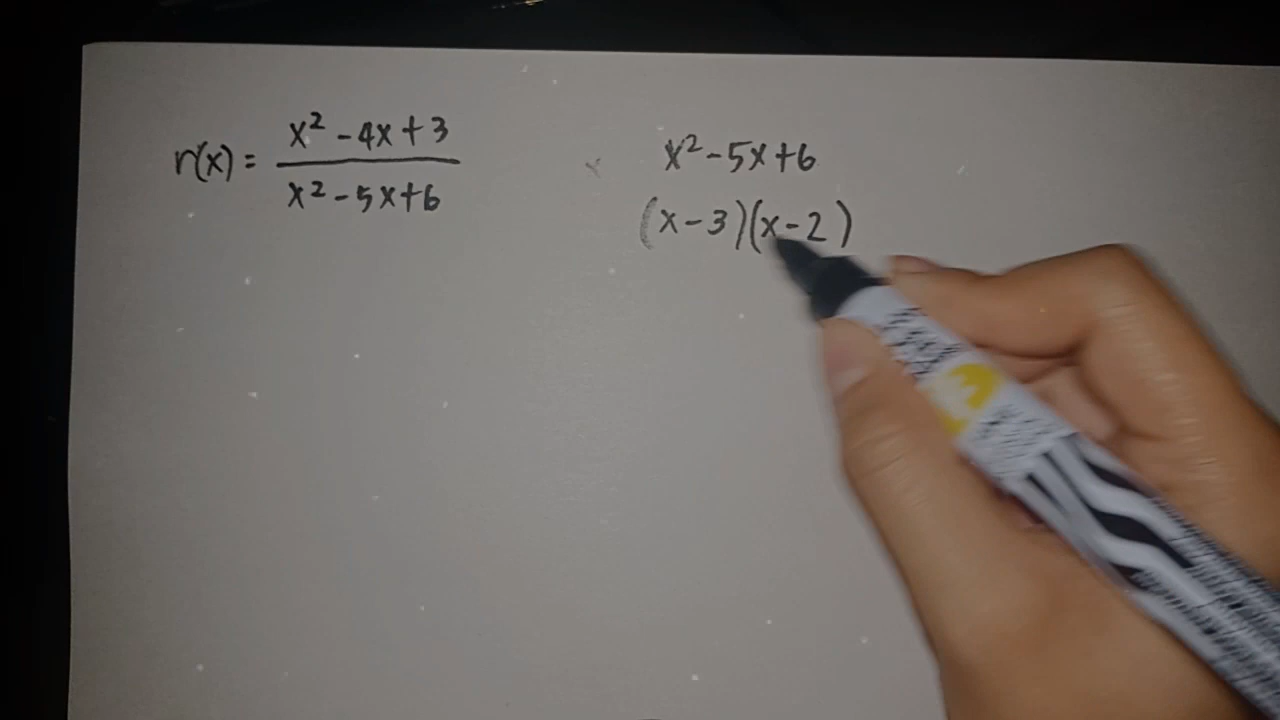 r(x) = x² - 4x + 3 / x² - 5x + 6
x² - 5x + 6
(x - 3)(x - 2)